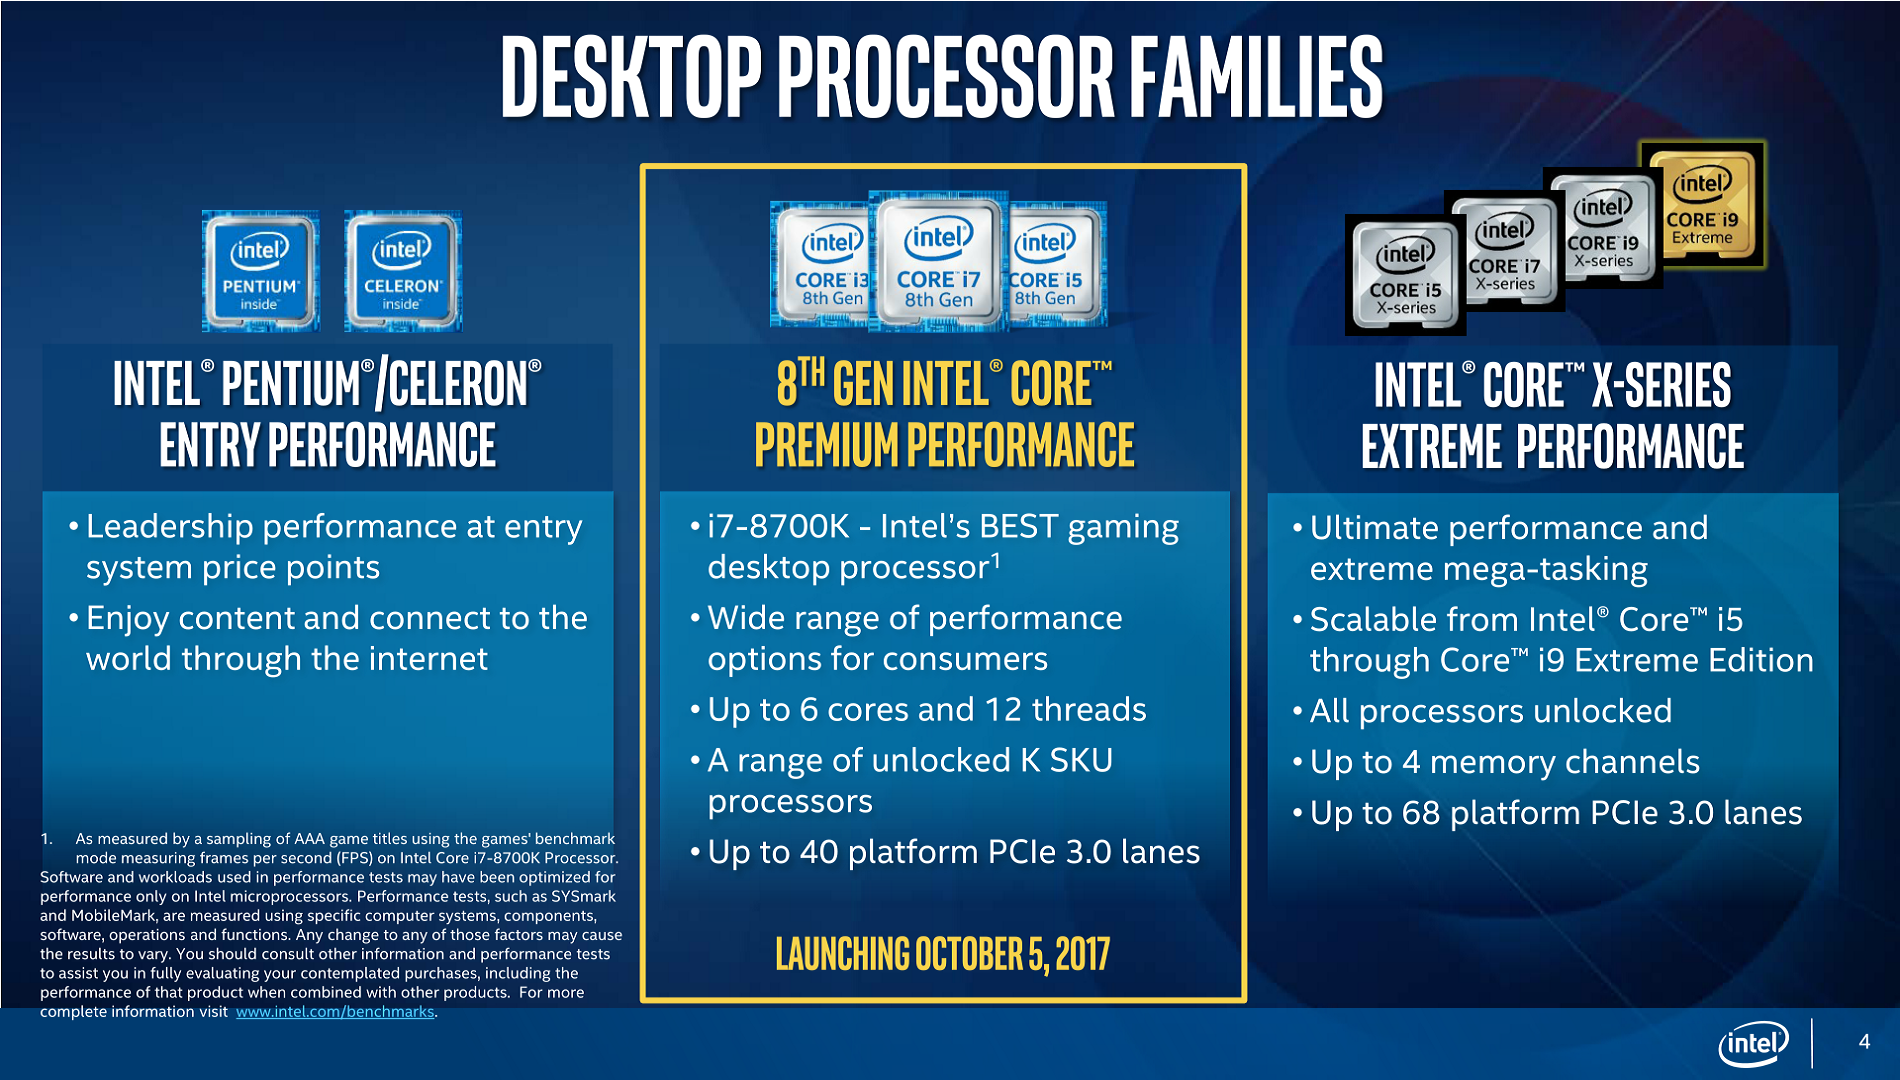 DESKTOP PROCESSOR FAMILIES
intel®
PENTIUM®
inside™
intel®
CELERON®
inside™
INTEL® PENTIUM®/CELERON®
ENTRY PERFORMANCE
• Leadership performance at entry
system price points
• Enjoy content and connect to the
world through the internet
1. As measured by a sampling of AAA game titles using the games' benchmark
mode measuring frames per second (FPS) on Intel Core i7-8700K Processor.
Software and workloads used in performance tests may have been optimized for
performance only on Intel microprocessors. Performance tests, such as SYSmark
and MobileMark, are measured using specific computer systems, components,
software, operations and functions. Any change to any of those factors may cause
the results to vary. You should consult other information and performance tests
to assist you in fully evaluating your contemplated purchases, including the
performance of that product when combined with other products. For more
complete information visit www.intel.com/benchmarks.
intel
CORE™ i3
8th Gen
intel®
CORE™ i7
8th Gen
intel®
CORE™ i5
8th Gen
8TH GEN INTEL® CORE™
PREMIUM PERFORMANCE
• i7-8700K - Intel's BEST gaming
desktop processor1
• Wide range of performance
options for consumers
• Up to 6 cores and 12 threads
• A range of unlocked K SKU
processors
• Up to 40 platform PCIe 3.0 lanes
LAUNCHING OCTOBER 5, 2017
intel®
CORE™ i5
X-series
intel®
CORE™ i7
X-series
intel®
CORE™ i9
X-series
intel®
CORE™ i9
Extreme
INTEL® CORE™ X-SERIES
EXTREME PERFORMANCE
• Ultimate performance and
extreme mega-tasking
• Scalable from Intel® Core™ i5
through Core™ i9 Extreme Edition
• All processors unlocked
• Up to 4 memory channels
• Up to 68 platform PCIe 3.0 lanes
intel®
4